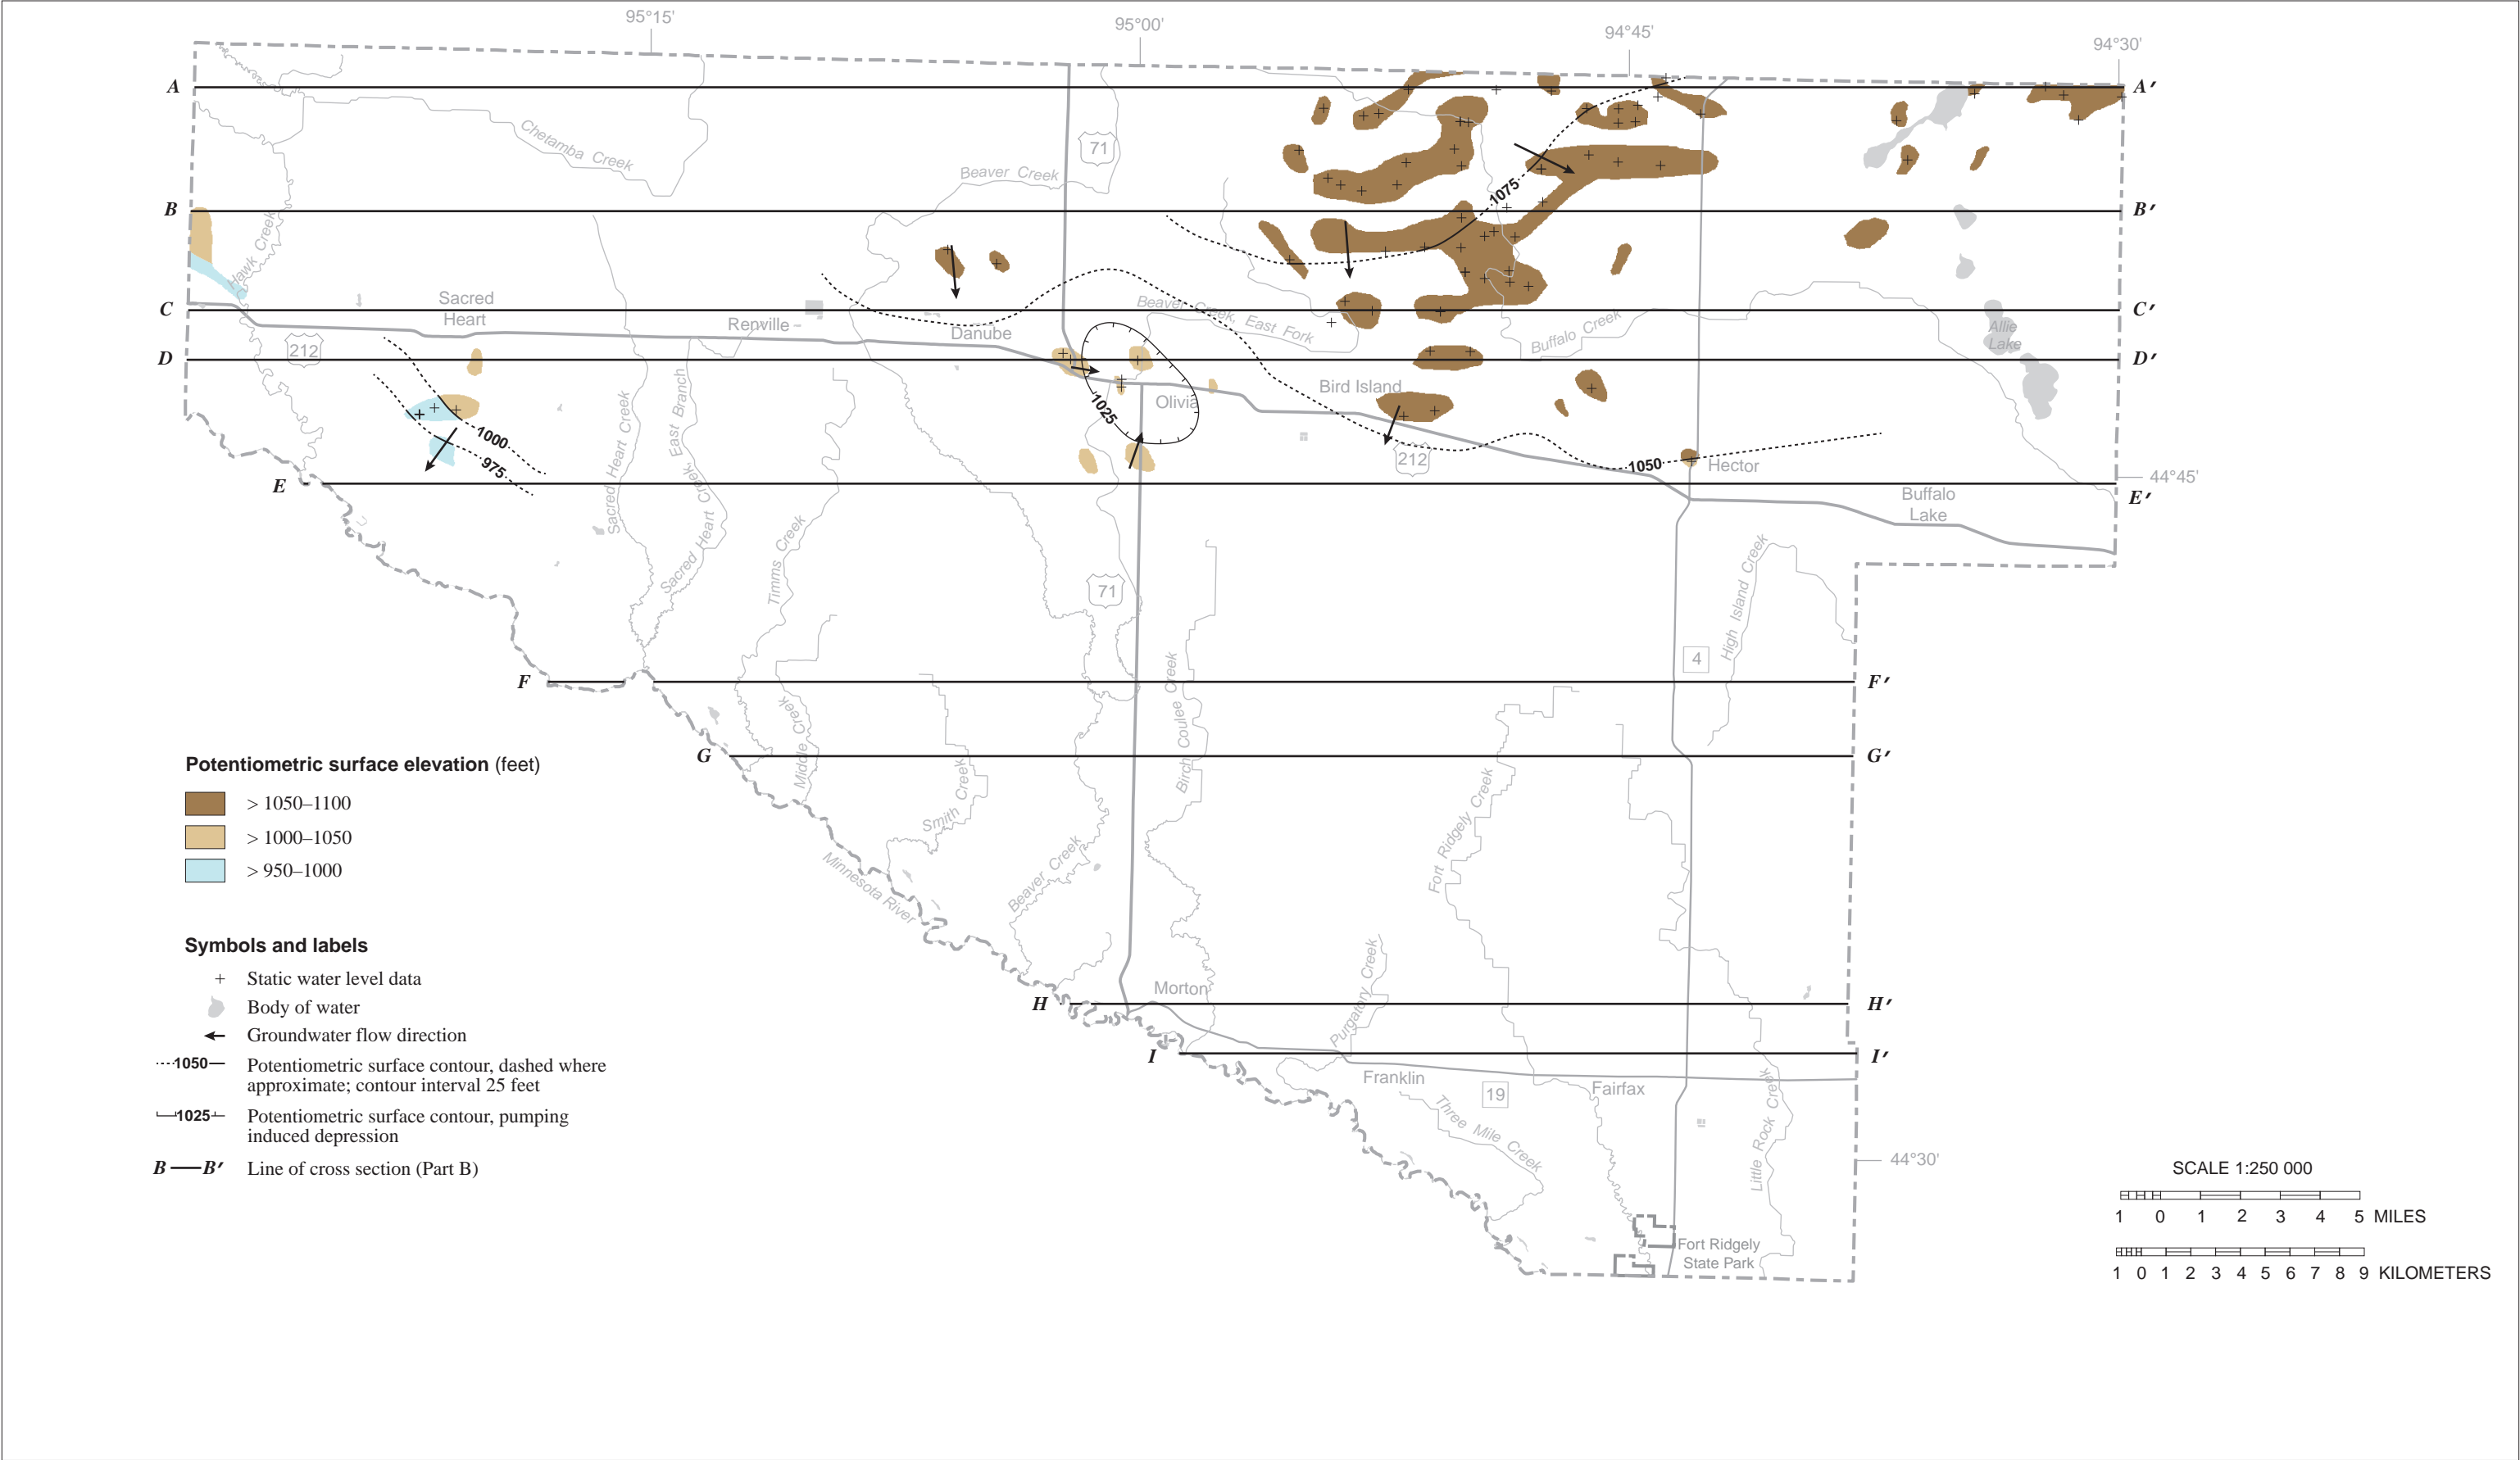 95°15'
95°00'
94°45'
94°30'
A
A′
Chetamba Creek
71
Beaver Creek
1075
B
B′
Hawk Creek
C
C′
Sacred
Heart
Renville
Danube
Beaver Creek, East Fork
Buffalo Creek
Allie
Lake
212
D
D′
Bird Island
Olivia
1025
1000
975
212
1050
Hector
44°45'
E
E′
Buffalo
Lake
Sacred Heart Creek
Sacred Heart Creek, East Branch
Timms Creek
71
High Island Creek
4
Birch Coulee Creek
F
F′
Middle Creek
G
G′
Smith Creek
Fort Ridgely Creek
Beaver Creek
Minnesota River
Purgatory Creek
Morton
H
H′
I
I′
Franklin
19
Fairfax
Three Mile Creek
Little Rock Creek
44°30'
Fort Ridgely
State Park
Potentiometric surface elevation (feet)
> 1050–1100
> 1000–1050
> 950–1000
Symbols and labels
+ Static water level data
Body of water
Groundwater flow direction
1050 Potentiometric surface contour, dashed where
approximate; contour interval 25 feet
1025 Potentiometric surface contour, pumping
induced depression
B B′ Line of cross section (Part B)
SCALE 1:250 000
1 0 1 2 3 4 5 MILES
1 0 1 2 3 4 5 6 7 8 9 KILOMETERS